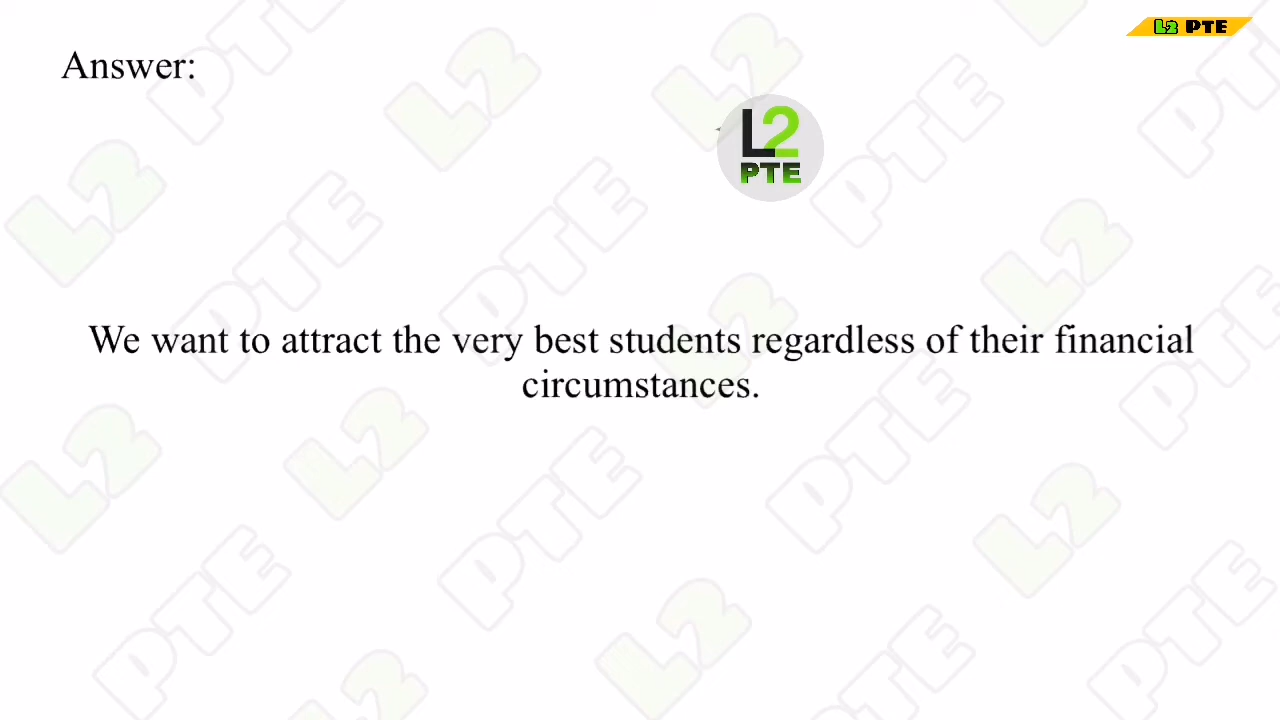 L2 PTE
Answer:
L2
PTE
We want to attract the very best students regardless of their financial
circumstances.